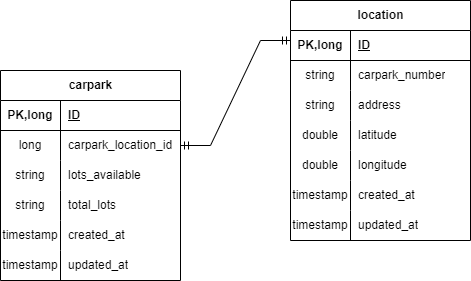 location
PK,long ID
string carpark_number
string address
double latitude
double longitude
timestamp created_at
timestamp updated_at
carpark
PK,long ID
long carpark_location_id
string lots_available
string total_lots
timestamp created_at
timestamp updated_at